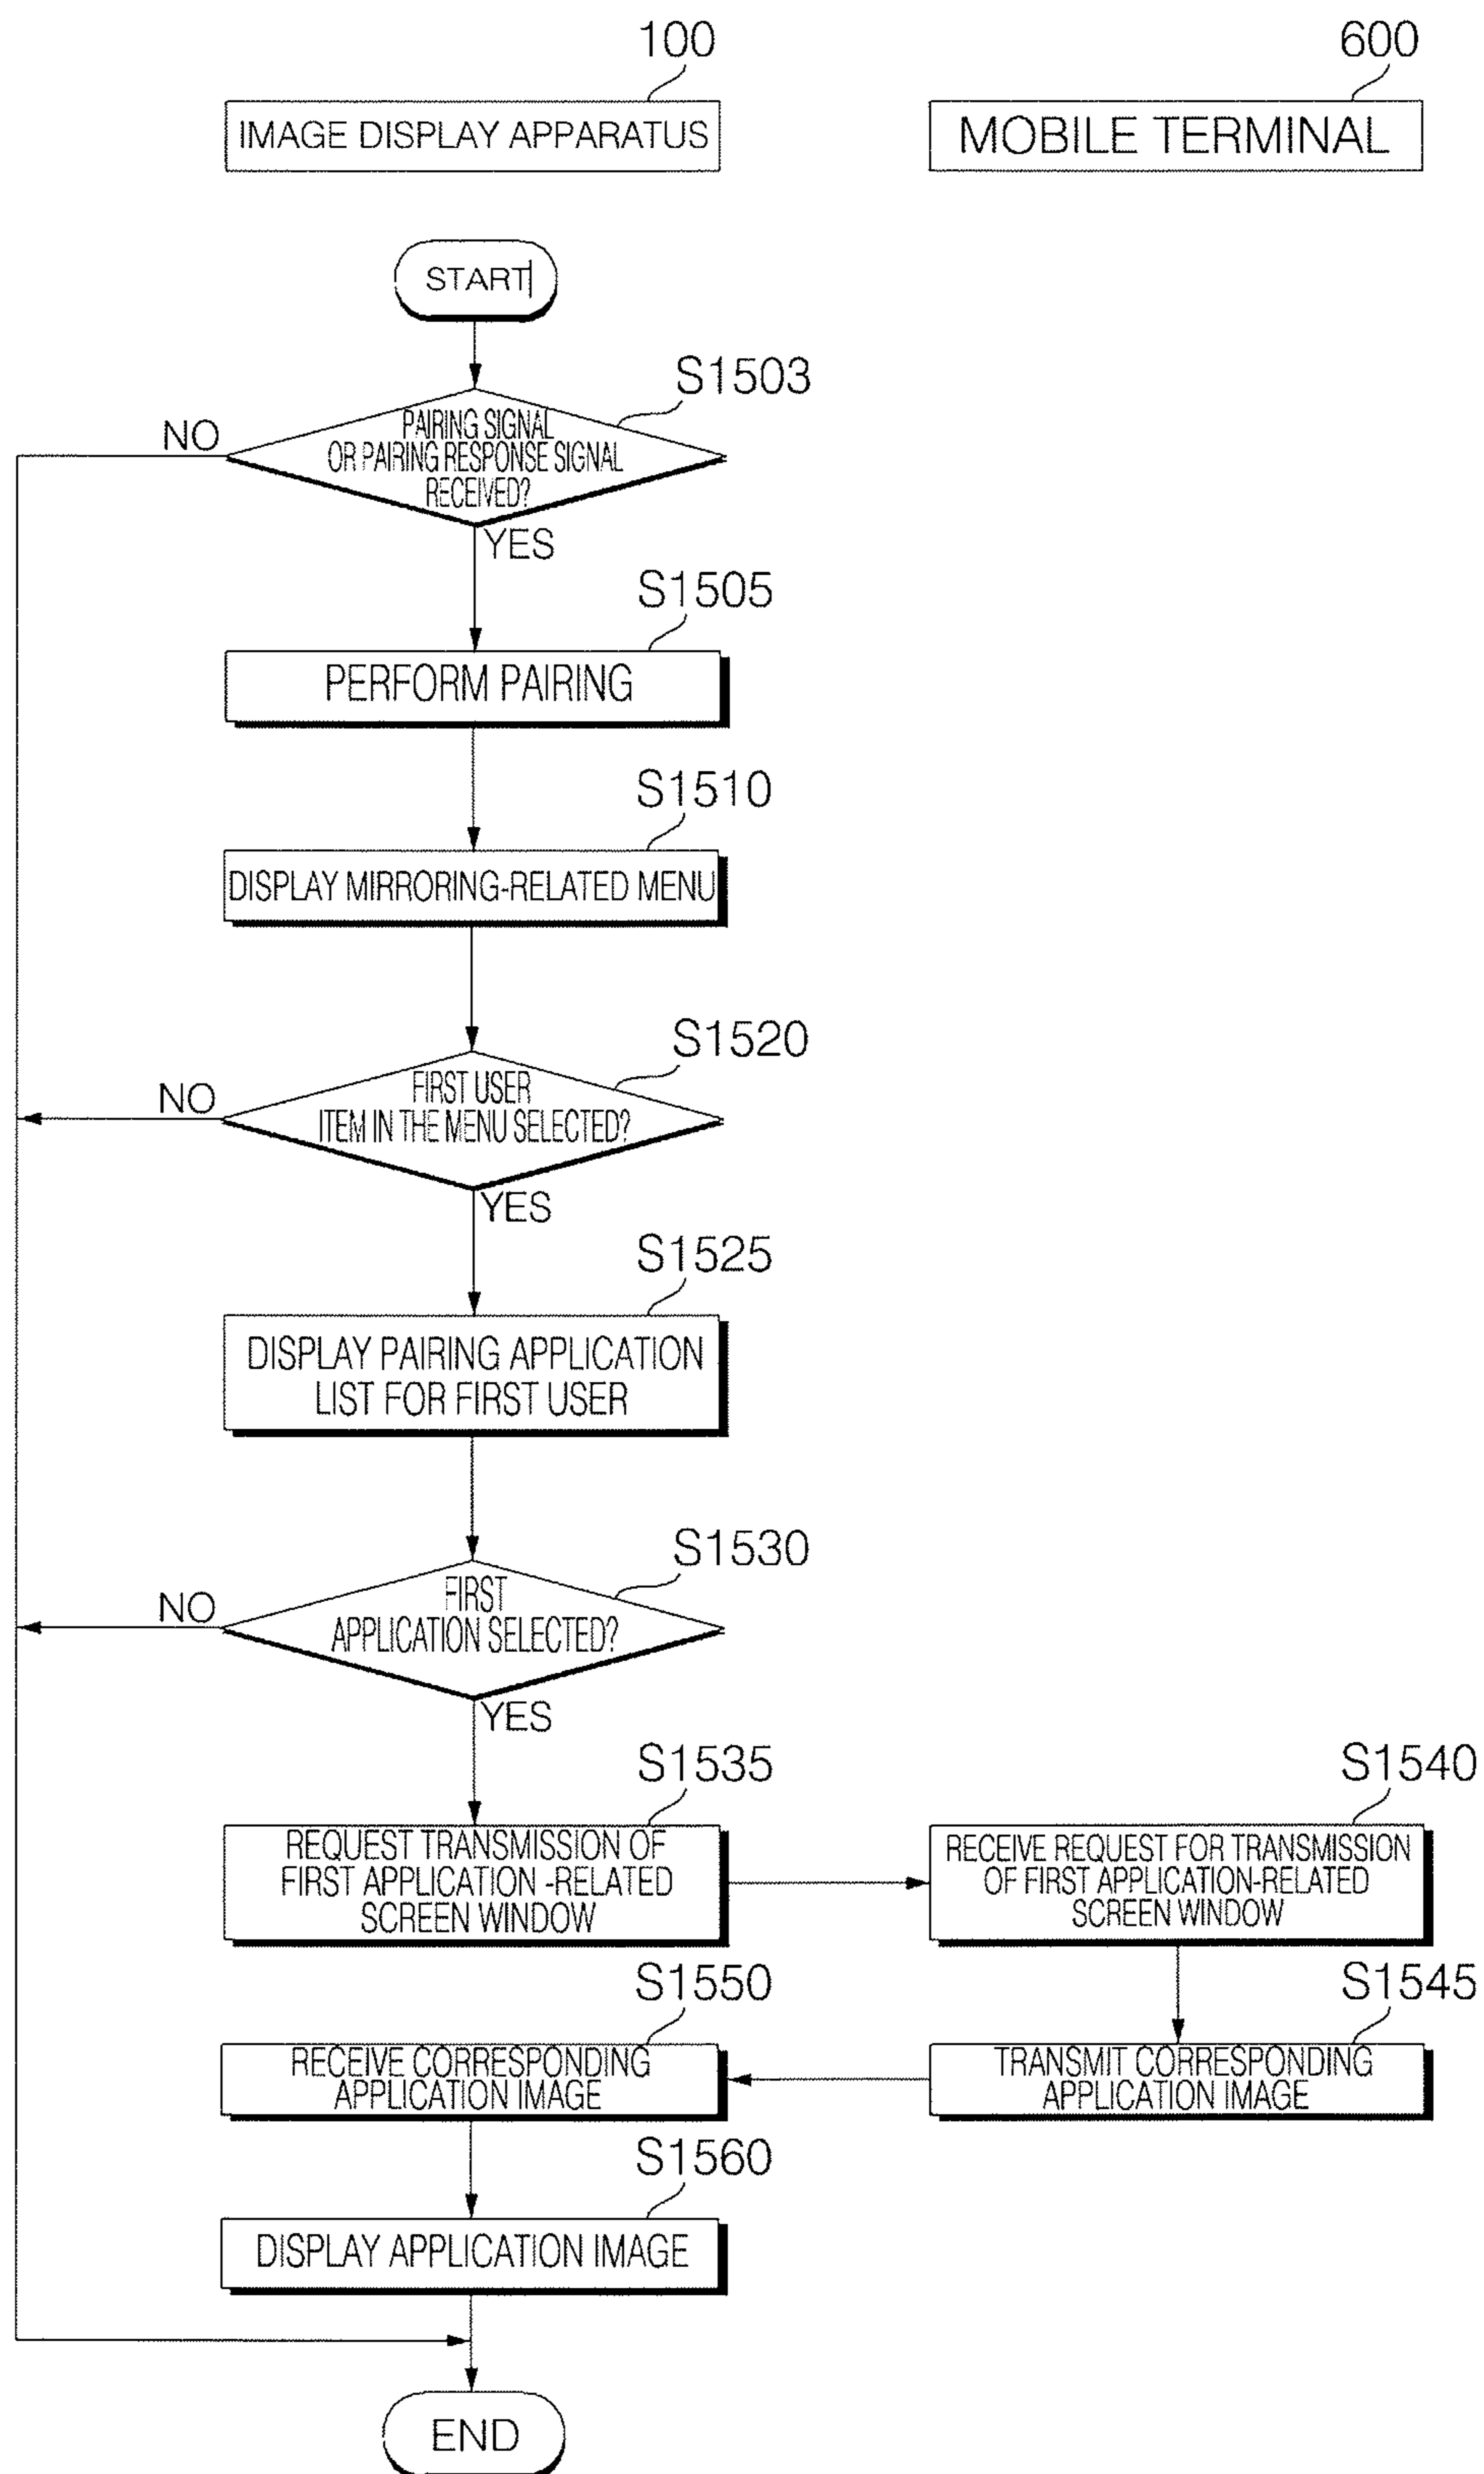 100
600
IMAGE DISPLAY APPARATUS
MOBILE TERMINAL
START
S1503
NO
PAIRING SIGNAL
OR PAIRING RESPONSE SIGNAL
RECEIVED?
YES
S1505
PERFORM PAIRING
S1510
DISPLAY MIRRORING-RELATED MENU
S1520
NO
FIRST USER
ITEM IN THE MENU SELECTED?
YES
S1525
DISPLAY PAIRING APPLICATION
LIST FOR FIRST USER
S1530
NO
FIRST
APPLICATION SELECTED?
YES
S1535
REQUEST TRANSMISSION OF
FIRST APPLICATION -RELATED
SCREEN WINDOW
S1540
RECEIVE REQUEST FOR TRANSMISSION
OF FIRST APPLICATION-RELATED
SCREEN WINDOW
S1550
RECEIVE CORRESPONDING
APPLICATION IMAGE
S1545
TRANSMIT CORRESPONDING
APPLICATION IMAGE
S1560
DISPLAY APPLICATION IMAGE
END